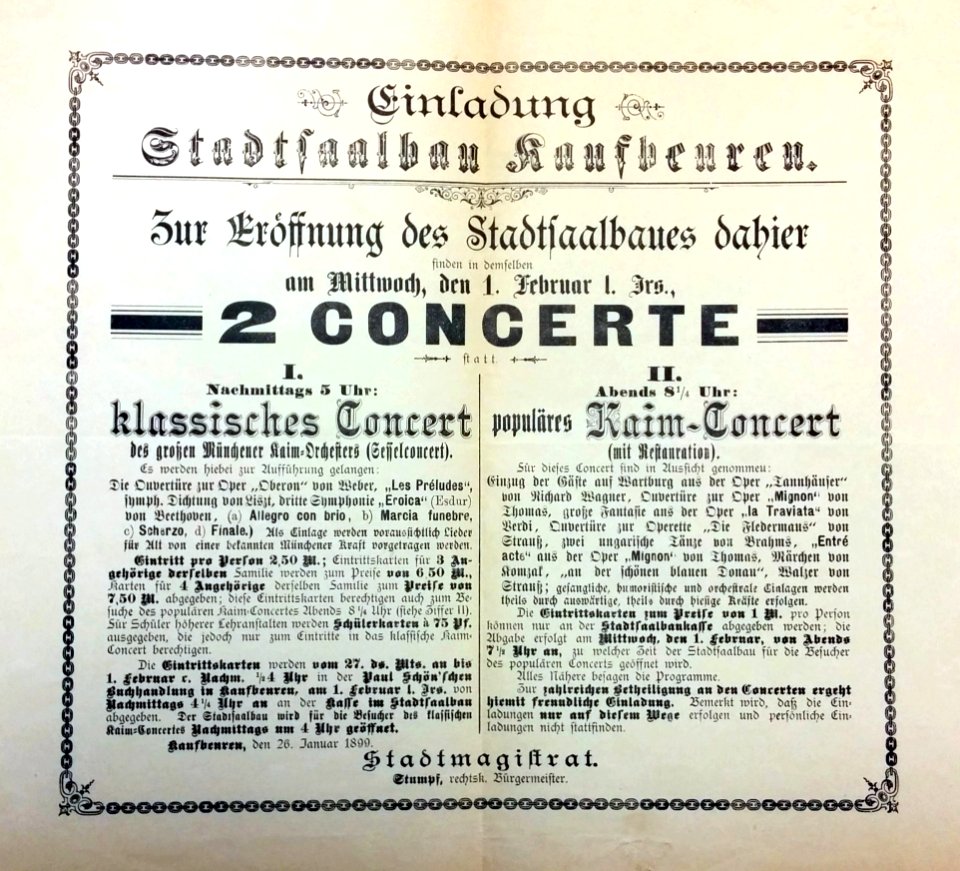 Einladung
Stadtſaalbau Kaufbeuren.
Zur Eröffnung des Stadtſaalbaues dahier
finden in demſelben
am Mittwoch, den 1. Februar l. Irs.,
2 CONCERTE
ſtatt.
I.
Nachmittags 5 Uhr:
klassisches Concert
des großen Münchener Kaim-Orcheſters (Seſſelconcert).
Es werden hiebei zur Aufführung gelangen:
Die Ouvertüre zur Oper „Oberon" von Weber, „Les Préludes",
ſymph. Dichtung von Liszt, dritte Symphonie „Eroica" (Esdur)
von Beethoven, (a) Allegro con brio, b) Marcia funebre,
c) Scherzo, d) Finale.) Als Einlage werden vorausſichtlich Lieder
für Alt von einer bekannten Münchener Kraft vorgetragen werden.
Eintritt pro Perſon 2,50 M.; Eintrittskarten für 3 An-
gehörige derſelben Familie werden zum Preiſe von 6,50 M.,
Karten für 4 Angehörige derſelben Familie zum Preiſe von
7,50 M. abgegeben; dieſe Eintrittskarten berechtigen auch zum Be-
ſuche des populären Kaim-Concertes Abends 8¼ Uhr (ſiehe Ziffer II).
Für Schüler höherer Lehranſtalten werden Schülerkarten à 75 Pf.
ausgegeben, die jedoch nur zum Eintritte in das klaſſiſche Kaim-
Concert berechtigen.
Die Eintrittskarten werden vom 27. ds. Mts. an bis
1. Februar c. Nachm. ½4 Uhr in der Paul Schön'ſchen
Buchhandlung in Kaufbeuren, am 1. Februar l. Irs. von
Nachmittags 4¼ Uhr an an der Kaſſe im Stadtſaalbau
abgegeben. Der Stadtſaalbau wird für die Beſucher des klaſſiſchen
Kaim-Concertes Nachmittags um 4 Uhr geöffnet.
Kaufbeuren, den 26. Januar 1899.
II.
Abends 8¼ Uhr:
populäres Kaim-Concert
(mit Reſtauration).
Für dieſes Concert ſind in Ausſicht genommen:
Einzug der Gäſte auf Wartburg aus der Oper „Tannhäuſer"
von Richard Wagner, Ouvertüre zur Oper „Mignon" von
Thomas, große Fantaſie aus der Oper „la Traviata" von
Verdi, Ouvertüre zur Operette „Die Fledermaus" von
Strauß, zwei ungariſche Tänze von Brahms, „Entré
acte" aus der Oper „Mignon" von Thomas, Märchen von
Komzak, „an der ſchönen blauen Donau", Walzer von
Strauß; geſangliche, humoriſtiſche und orcheſtrale Einlagen werden
theils durch auswärtige, theils durch hieſige Kräfte erfolgen.
Die Eintrittskarten zum Preiſe von 1 M. pro Perſon
können nur an der Stadtſaalbaukaſſe abgegeben werden; die
Abgabe erfolgt am Mittwoch, den 1. Februar, von Abends
7½ Uhr an, zu welcher Zeit der Stadtſaalbau für die Beſucher
des populären Concerts geöffnet wird.
Alles Nähere beſagen die Programme.
Zur zahlreichen Betheiligung an den Concerten ergeht
hiemit freundliche Einladung. Bemerkt wird, daß die Ein-
ladungen nur auf dieſem Wege erfolgen und perſönliche Ein-
ladungen nicht ſtattfinden.
Stadtmagiſtrat.
Stumpf, rechtsk. Bürgermeiſter.